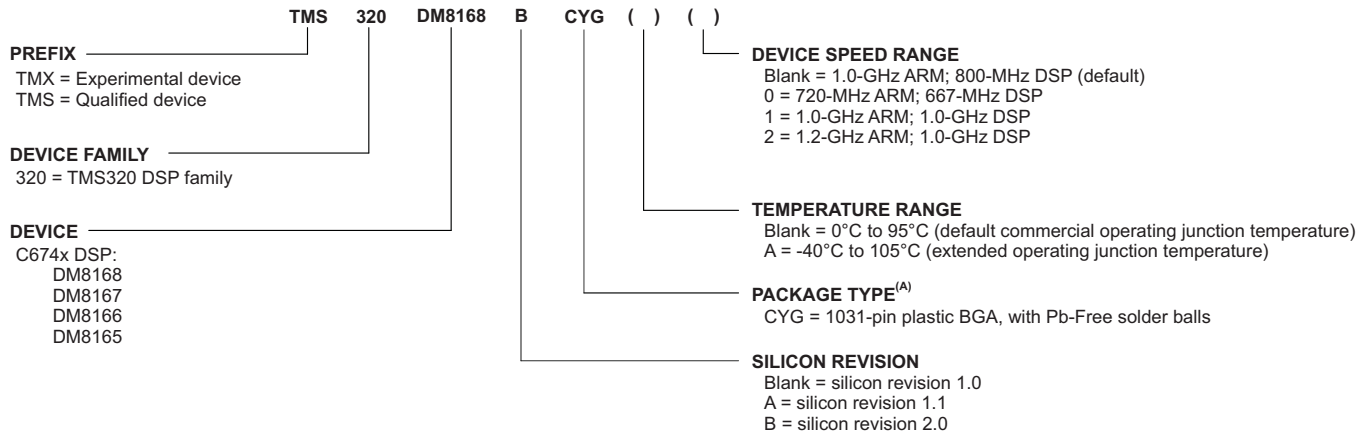 TMS 320 DM8168 B CYG ( ) ( )
PREFIX
TMX = Experimental device
TMS = Qualified device
DEVICE FAMILY
320 = TMS320 DSP family
DEVICE
C674x DSP:
DM8168
DM8167
DM8166
DM8165
DEVICE SPEED RANGE
Blank = 1.0-GHz ARM; 800-MHz DSP (default)
0 = 720-MHz ARM; 667-MHz DSP
1 = 1.0-GHz ARM; 1.0-GHz DSP
2 = 1.2-GHz ARM; 1.0-GHz DSP
TEMPERATURE RANGE
Blank = 0°C to 95°C (default commercial operating junction temperature)
A = -40°C to 105°C (extended operating junction temperature)
PACKAGE TYPE(A)
CYG = 1031-pin plastic BGA, with Pb-Free solder balls
SILICON REVISION
Blank = silicon revision 1.0
A = silicon revision 1.1
B = silicon revision 2.0